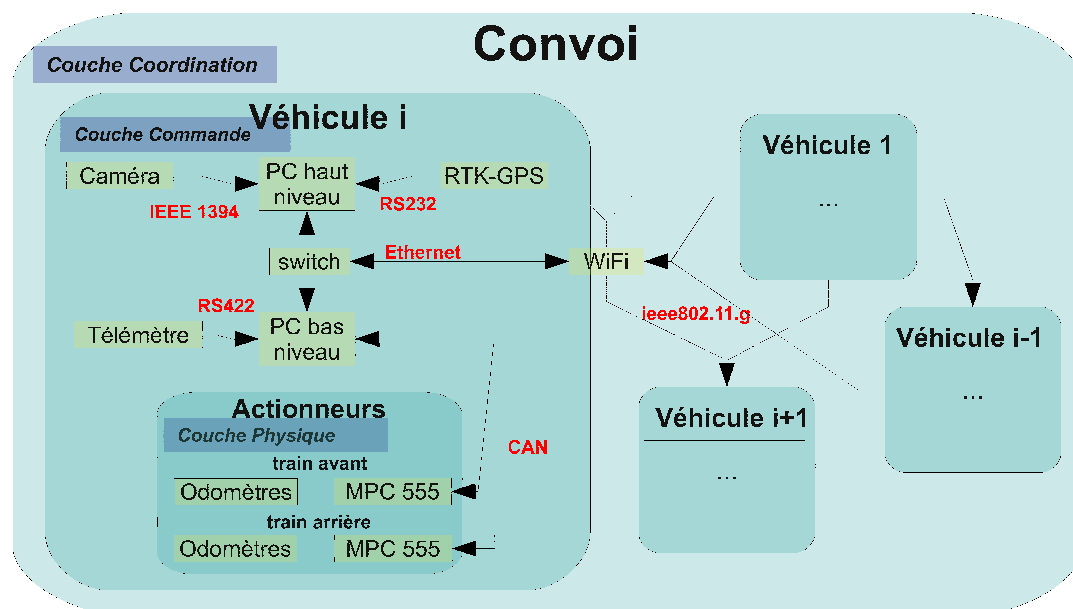 Convoi
Couche Coordination
Véhicule i
Couche Commande
Caméra
PC haut
niveau
RTK-GPS
IEEE 1394
RS232
switch
Ethernet
WiFi
RS422
Télémètre
PC bas
niveau
Actionneurs
Couche Physique
train avant
Odomètres
MPC 555
train arrière
Odomètres
MPC 555
CAN
Véhicule 1
...
ieee802.11.g
Véhicule i-1
...
Véhicule i+1
...